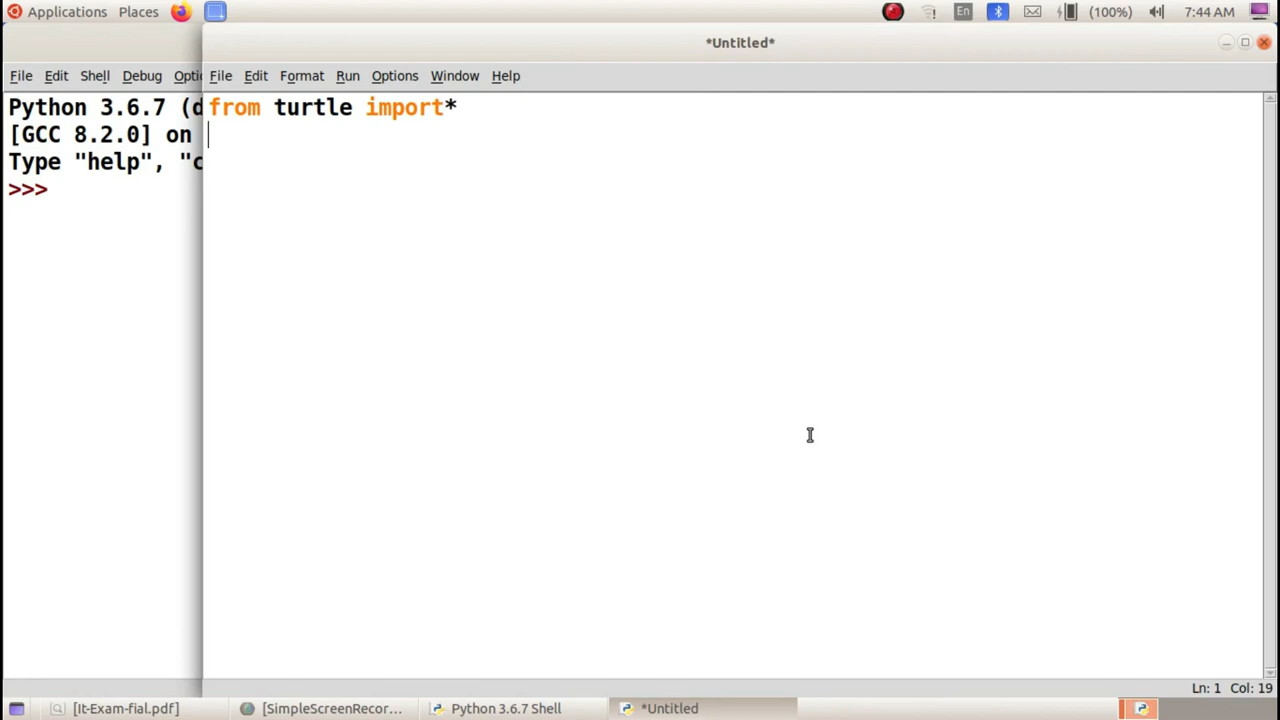 Applications Places En (100%) 7:44 AM
*Untitled*
File Edit Shell Debug Optio
File Edit Format Run Options Window Help
Python 3.6.7 (d
[GCC 8.2.0] on
Type "help", "c
>>>
from turtle import*
Ln: 1 Col: 19
[It-Exam-fial.pdf] [SimpleScreenRecor... Python 3.6.7 Shell *Untitled*